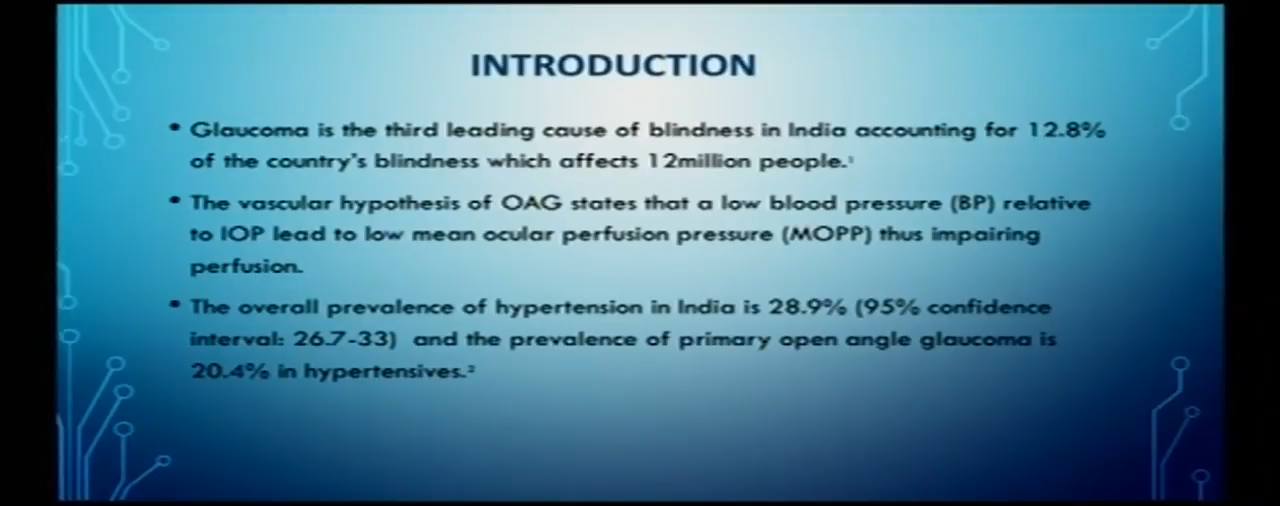 INTRODUCTION
• Glaucoma is the third leading cause of blindness in India accounting for 12.8%
of the country's blindness which affects 12million people.¹
• The vascular hypothesis of OAG states that a low blood pressure (BP) relative
to IOP lead to low mean ocular perfusion pressure (MOPP) thus impairing
perfusion.
• The overall prevalence of hypertension in India is 28.9% (95% confidence
interval: 26.7-33) and the prevalence of primary open angle glaucoma is
20.4% in hypertensives.²